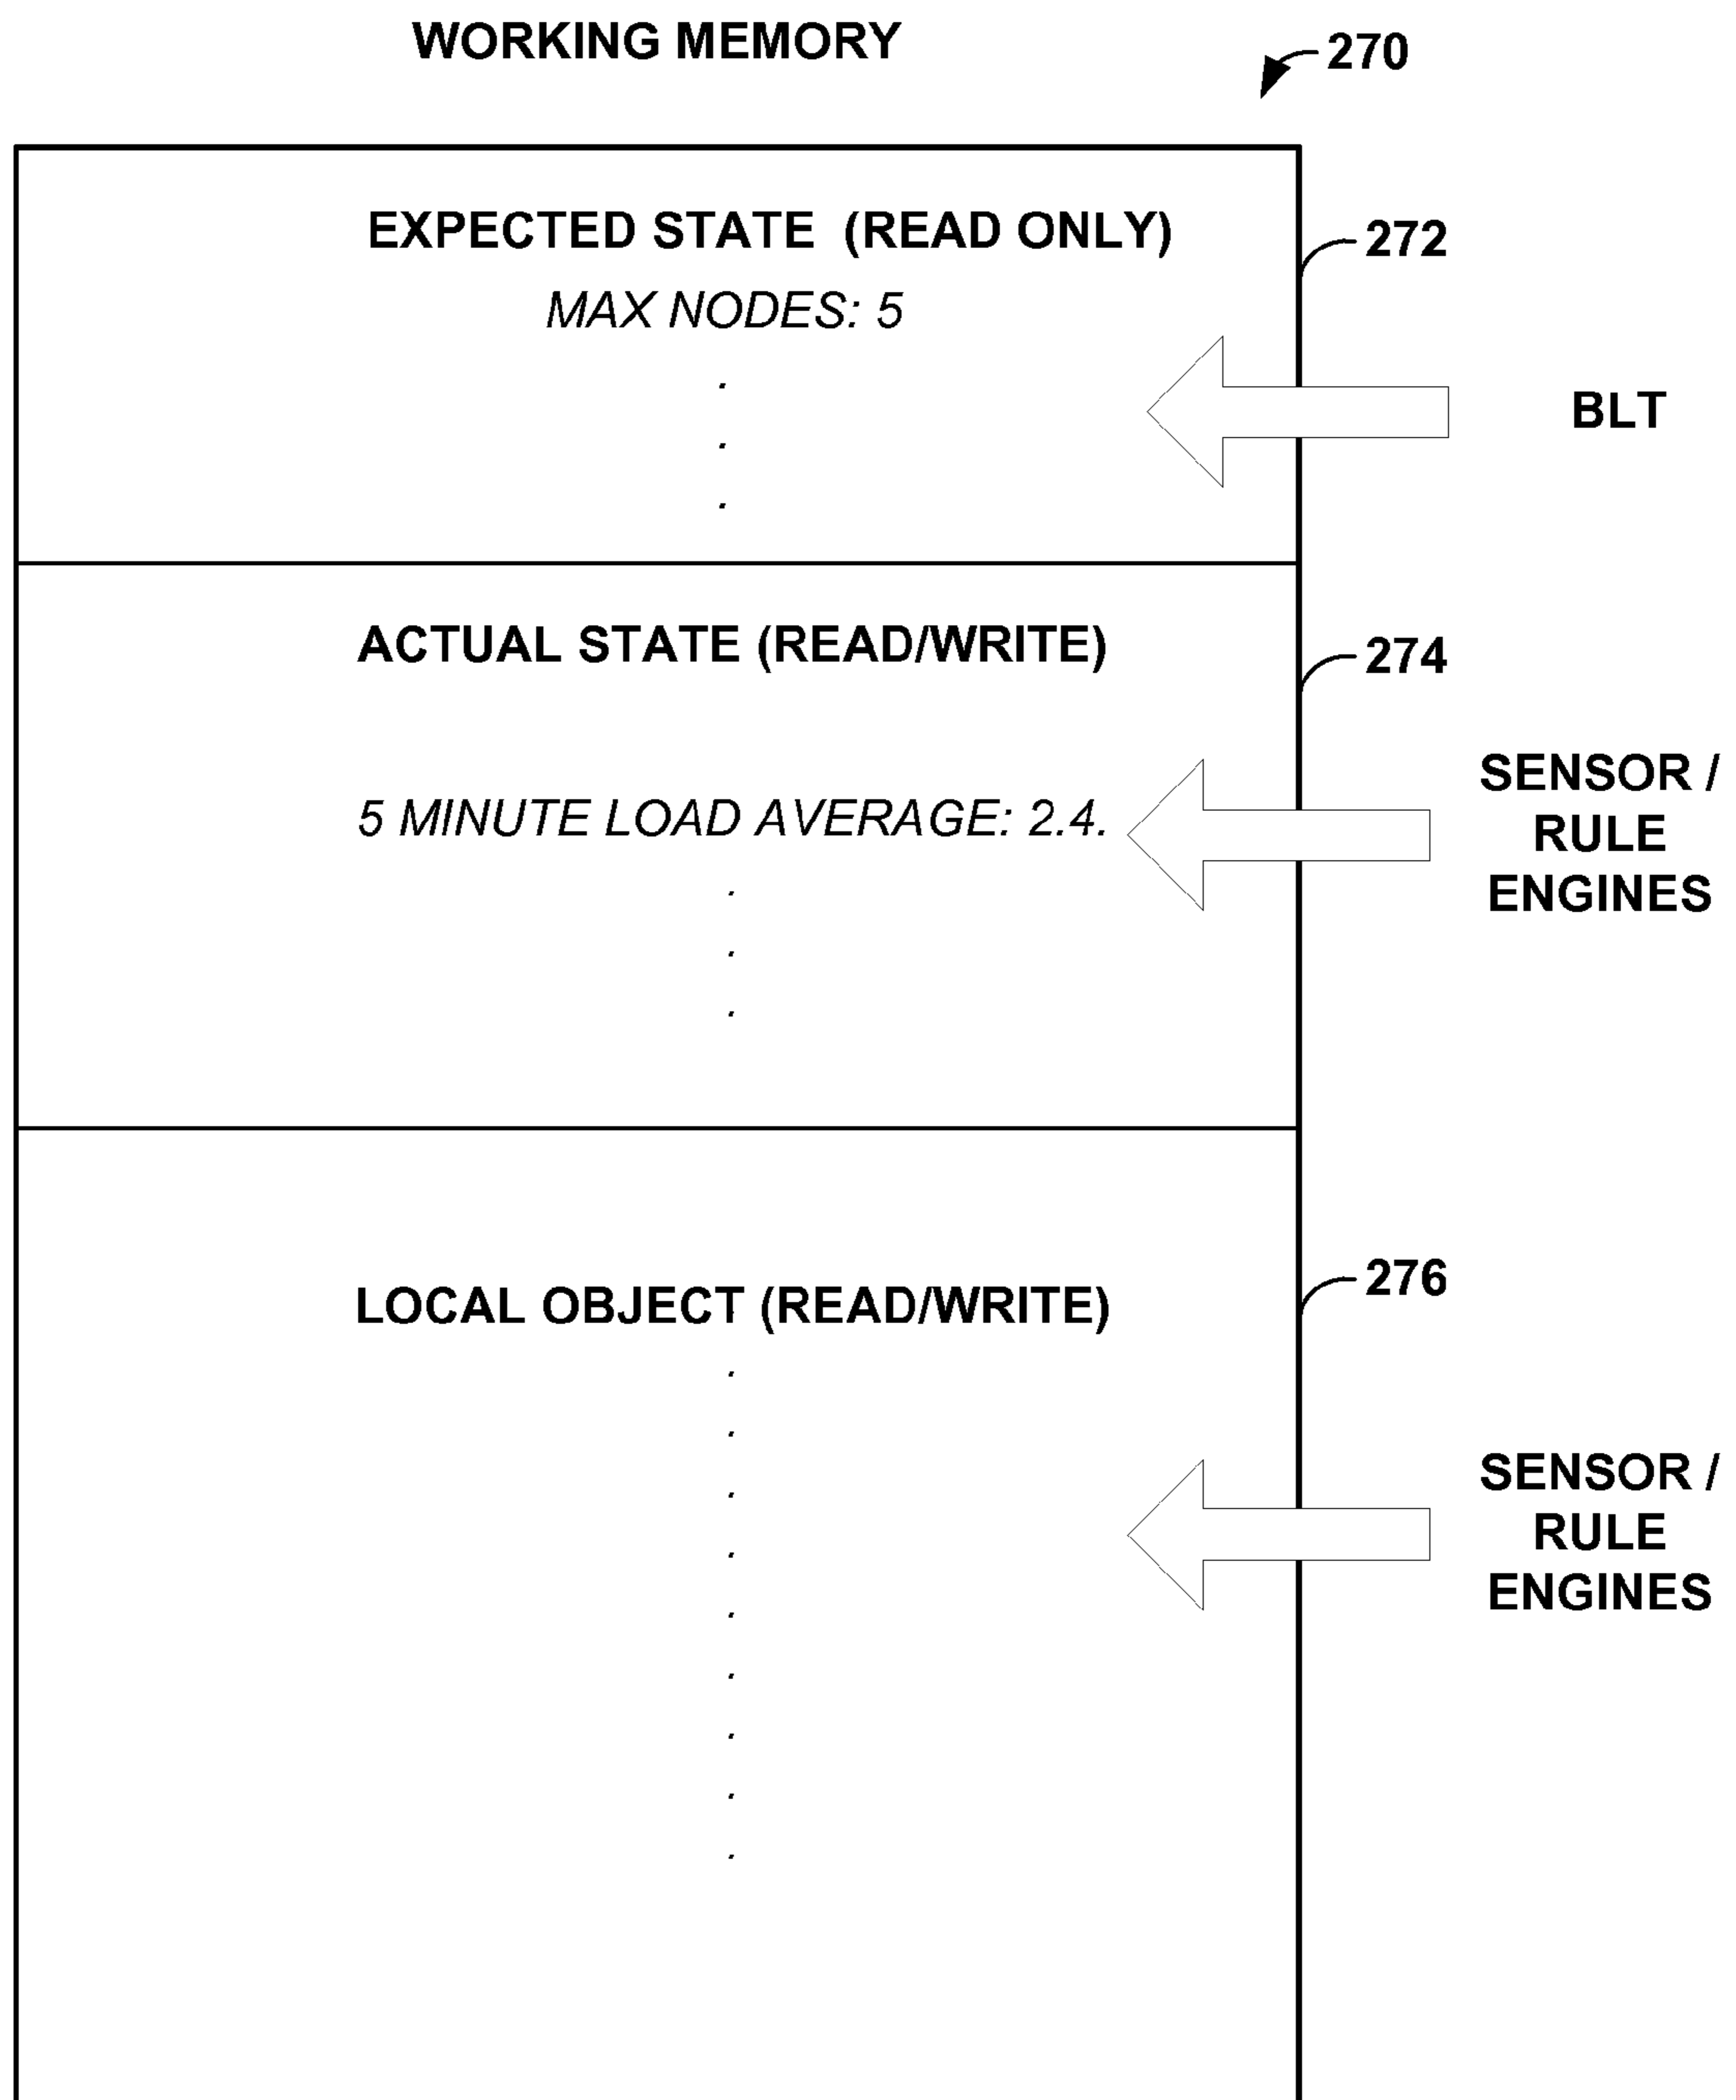 WORKING MEMORY
270
EXPECTED STATE (READ ONLY)
272
MAX NODES: 5
.
.
.
BLT
ACTUAL STATE (READ/WRITE)
274
5 MINUTE LOAD AVERAGE: 2.4.
.
.
.
SENSOR /
RULE
ENGINES
LOCAL OBJECT (READ/WRITE)
276
.
.
.
.
.
.
.
.
.
SENSOR /
RULE
ENGINES